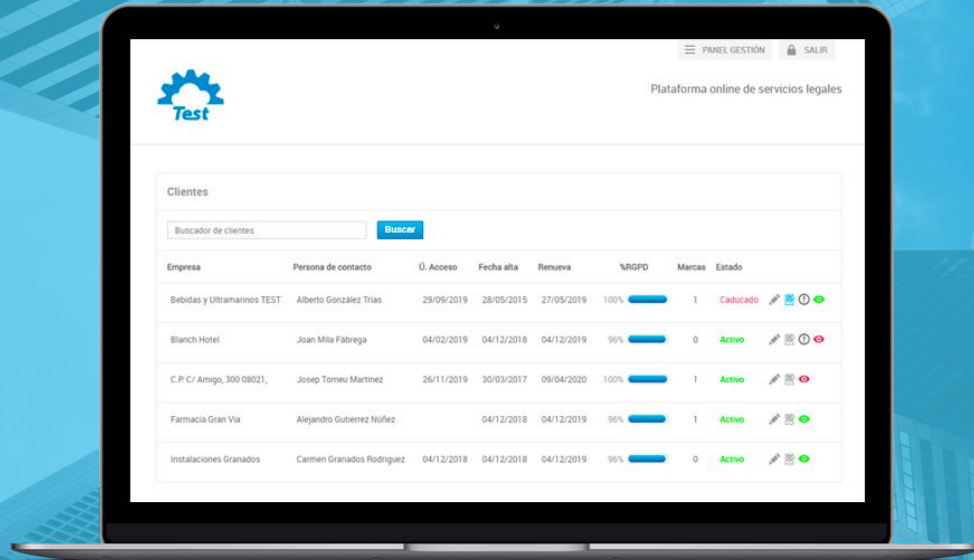 PANEL GESTIÓN SALIR
Test
Plataforma online de servicios legales
Clientes
Buscador de clientes Buscar
Empresa Persona de contacto Ú. Acceso Fecha alta Renueva %RGPD Marcas Estado
Bebidas y Ultramarinos TEST Alberto González Trias 29/09/2019 28/05/2015 27/05/2019 100% 1 Caducado
Blanch Hotel Joan Mila Fàbrega 04/02/2019 04/12/2018 04/12/2019 96% 0 Activo
C.P. C/ Amigo, 300 08021, Josep Tomeu Martinez 26/11/2019 30/03/2017 09/04/2020 100% 1 Activo
Farmacia Gran Via Alejandro Gutierrez Núñez 04/12/2018 04/12/2019 96% 1 Activo
Instalaciones Granados Carmen Granados Rodriguez 04/12/2018 04/12/2018 04/12/2019 96% 0 Activo